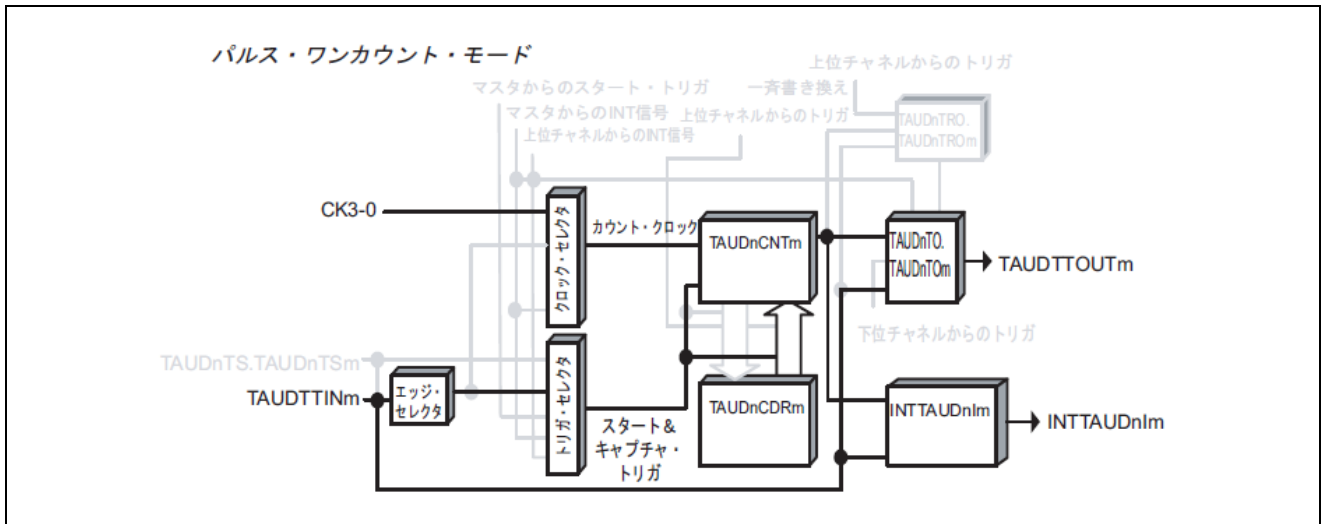 パルス・ワンカウント・モード
上位チャネルからのトリガ
マスタからのスタート・トリガ
一斉書き換え
マスタからのINT信号
上位チャネルからのトリガ
上位チャネルからのINT信号
TAUDnTRO.
TAUDnTROm
CK3-0
クロック・セレクタ
カウント・クロック
TAUDnCNTm
TAUDnTO.
TAUDnTOm
TAUDTTOUTm
下位チャネルからのトリガ
TAUDnTS.TAUDnTSm
TAUDTTINm
エッジ・
セレクタ
トリガ・セレクタ
スタート&
キャプチャ・
トリガ
TAUDnCDRm
INTTAUDnIm
INTTAUDnIm